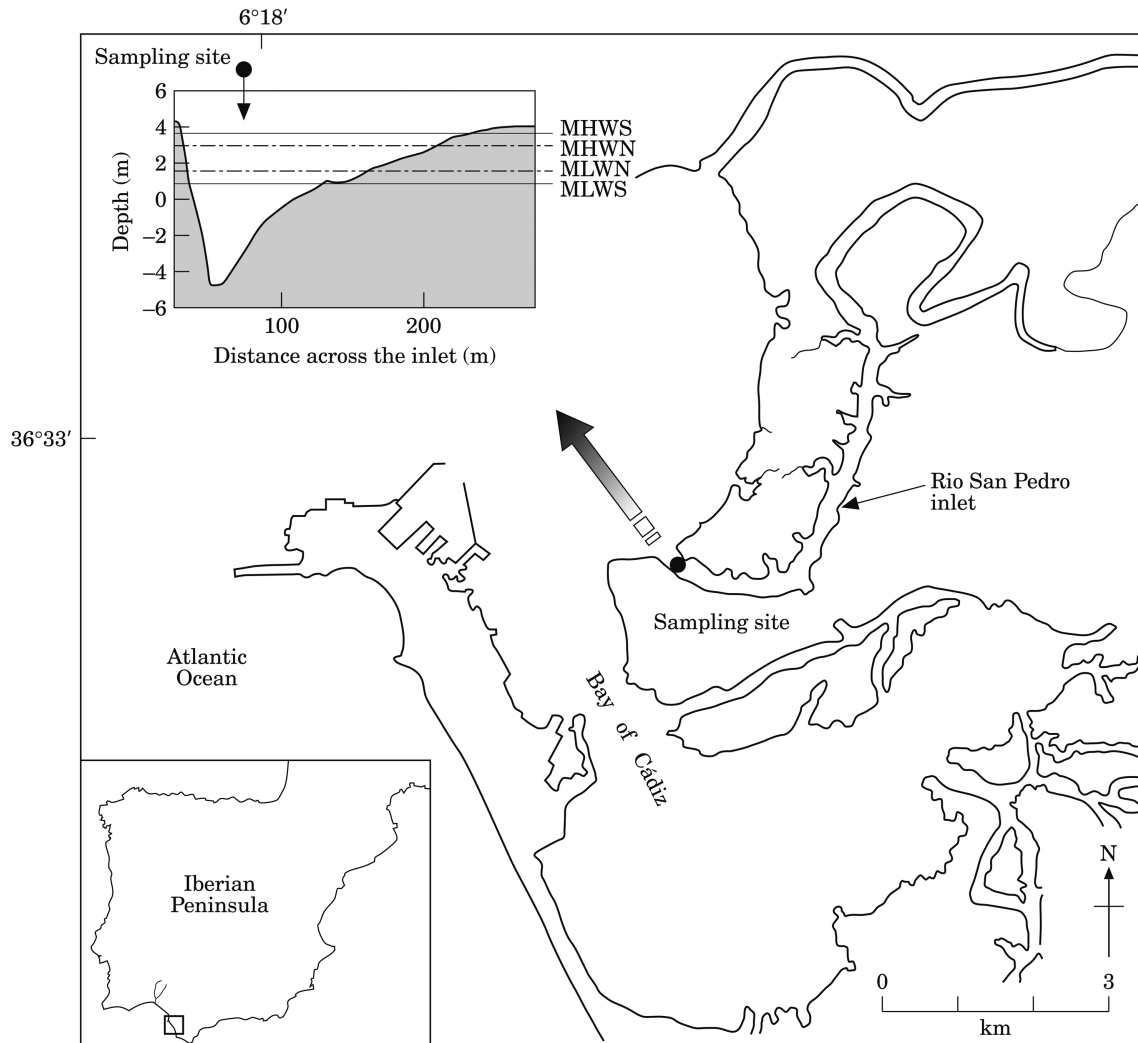 6°18′
Sampling site
6
4
2
0
–2
–4
–6
Depth (m)
MHWS
MHWN
MLWN
MLWS
100
200
Distance across the inlet (m)
36°33′
Rio San Pedro
inlet
Sampling site
Atlantic
Ocean
Bay of Cádiz
Iberian
Peninsula
N
0
3
km